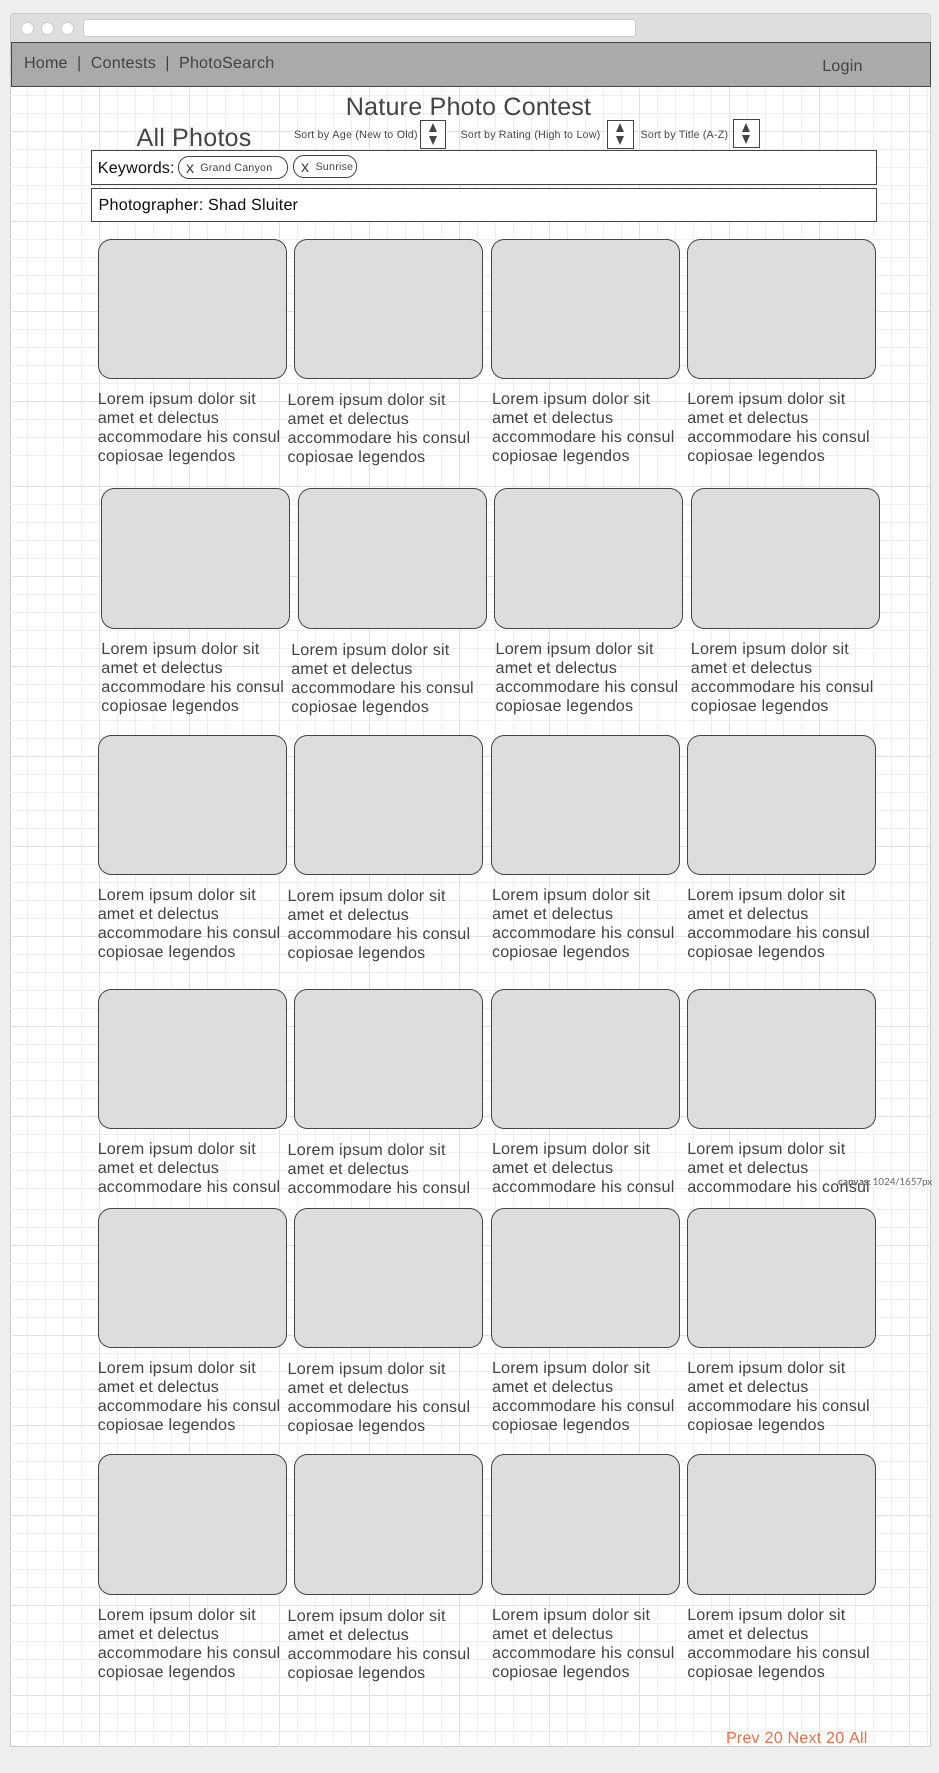 Home | Contests | PhotoSearch
Login
Nature Photo Contest
All Photos
Sort by Age (New to Old)
Sort by Rating (High to Low)
Sort by Title (A-Z)
Keywords: x Grand Canyon x Sunrise
Photographer: Shad Sluiter
Lorem ipsum dolor sit
amet et delectus
accommodare his consul
copiosae legendos
Lorem ipsum dolor sit
amet et delectus
accommodare his consul
copiosae legendos
Lorem ipsum dolor sit
amet et delectus
accommodare his consul
copiosae legendos
Lorem ipsum dolor sit
amet et delectus
accommodare his consul
copiosae legendos
Lorem ipsum dolor sit
amet et delectus
accommodare his consul
copiosae legendos
Lorem ipsum dolor sit
amet et delectus
accommodare his consul
copiosae legendos
Lorem ipsum dolor sit
amet et delectus
accommodare his consul
copiosae legendos
Lorem ipsum dolor sit
amet et delectus
accommodare his consul
copiosae legendos
Lorem ipsum dolor sit
amet et delectus
accommodare his consul
copiosae legendos
Lorem ipsum dolor sit
amet et delectus
accommodare his consul
copiosae legendos
Lorem ipsum dolor sit
amet et delectus
accommodare his consul
copiosae legendos
Lorem ipsum dolor sit
amet et delectus
accommodare his consul
copiosae legendos
Lorem ipsum dolor sit
amet et delectus
accommodare his consul
Lorem ipsum dolor sit
amet et delectus
accommodare his consul
Lorem ipsum dolor sit
amet et delectus
accommodare his consul
Lorem ipsum dolor sit
amet et delectus
accommodare his consul
canvas: 1024/1657px
Lorem ipsum dolor sit
amet et delectus
accommodare his consul
copiosae legendos
Lorem ipsum dolor sit
amet et delectus
accommodare his consul
copiosae legendos
Lorem ipsum dolor sit
amet et delectus
accommodare his consul
copiosae legendos
Lorem ipsum dolor sit
amet et delectus
accommodare his consul
copiosae legendos
Lorem ipsum dolor sit
amet et delectus
accommodare his consul
copiosae legendos
Lorem ipsum dolor sit
amet et delectus
accommodare his consul
copiosae legendos
Lorem ipsum dolor sit
amet et delectus
accommodare his consul
copiosae legendos
Lorem ipsum dolor sit
amet et delectus
accommodare his consul
copiosae legendos
Prev 20 Next 20 All